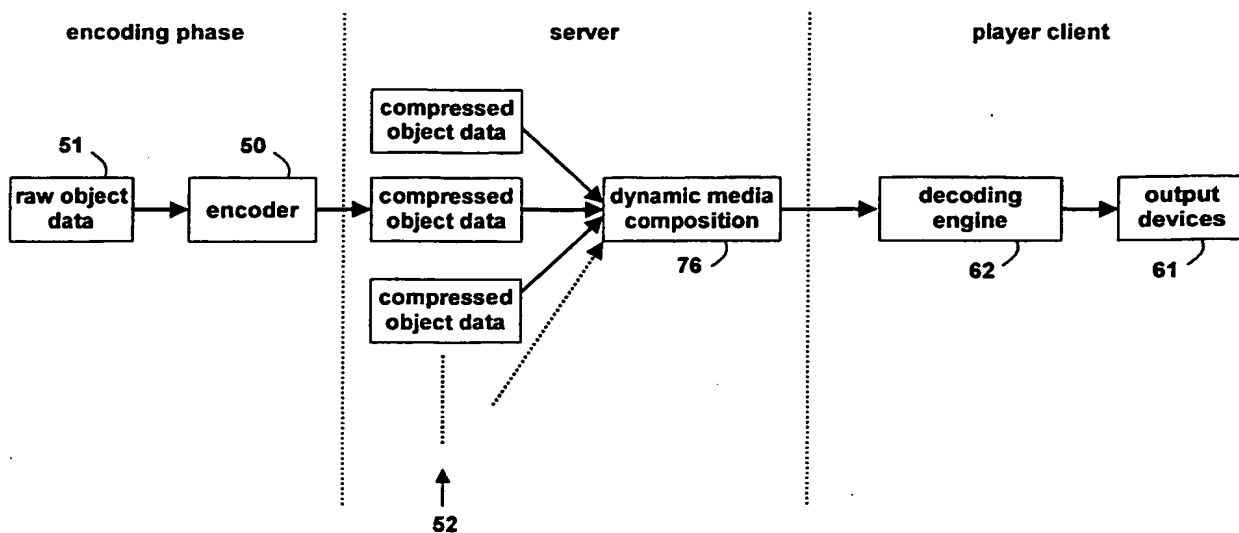 encoding phase
server
player client
51
raw object
data
50
encoder
compressed
object data
compressed
object data
compressed
object data
52
dynamic media
composition
76
decoding
engine
62
output
devices
61